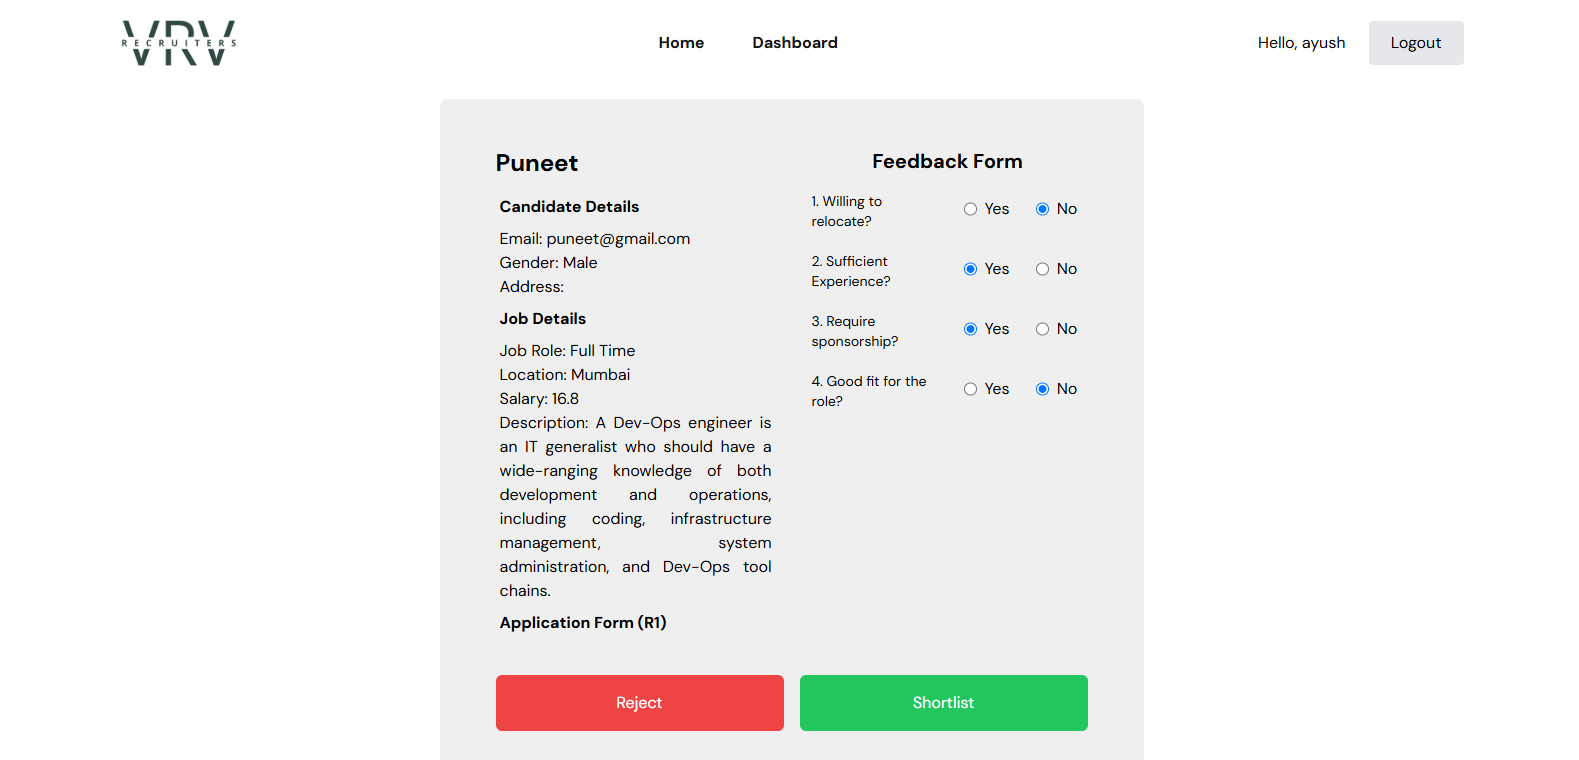 VRV
RECRUITERS
Home
Dashboard
Hello, ayush
Logout
Puneet
Candidate Details
Email: puneet@gmail.com
Gender: Male
Address:
Job Details
Job Role: Full Time
Location: Mumbai
Salary: 16.8
Description: A Dev-Ops engineer is
an IT generalist who should have a
wide-ranging knowledge of both
development and operations,
including coding, infrastructure
management, system
administration, and Dev-Ops tool
chains.
Application Form (R1)
Feedback Form
1. Willing to
relocate?
Yes No
2. Sufficient
Experience?
Yes No
3. Require
sponsorship?
Yes No
4. Good fit for the
role?
Yes No
Reject
Shortlist